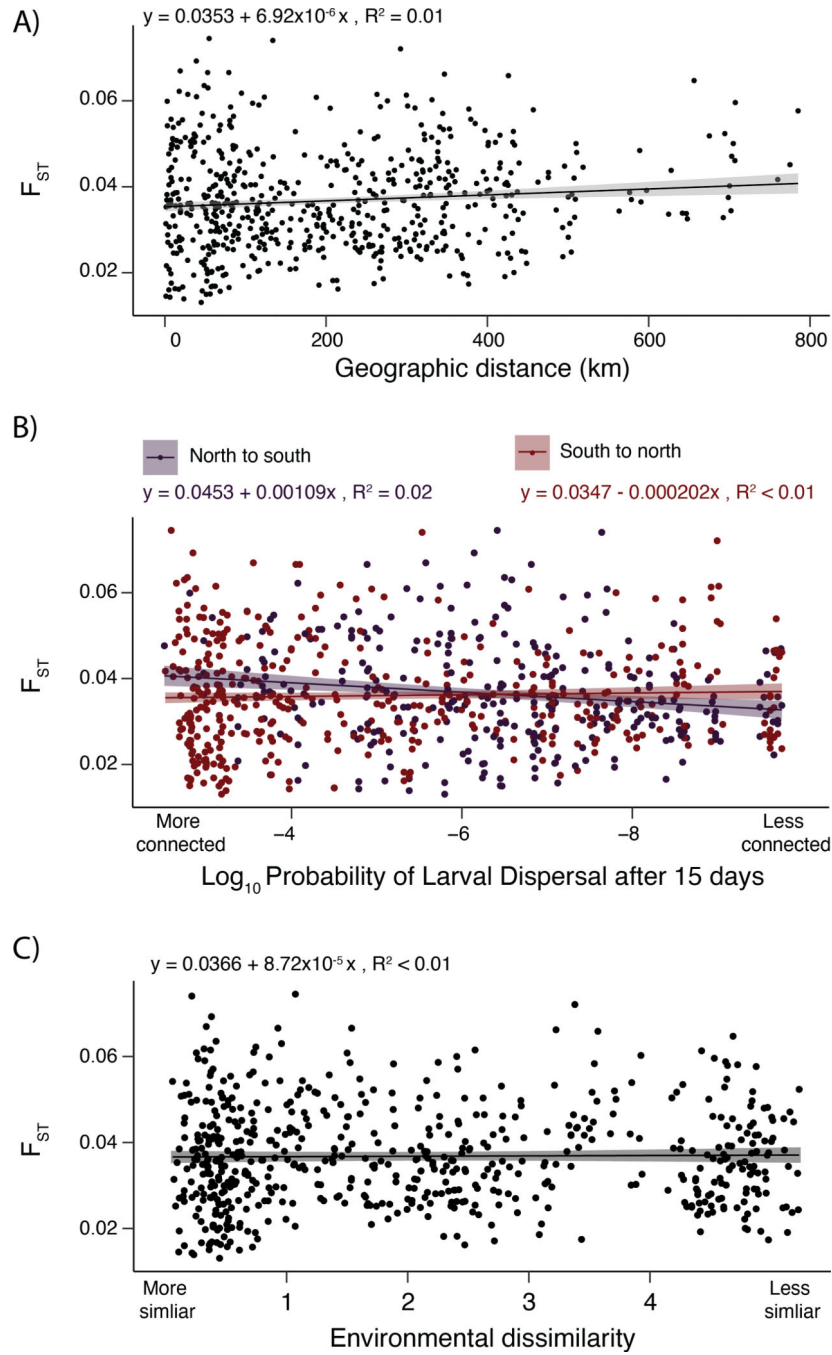 A)
y = 0.0353 + 6.92x10⁻⁶ x , R² = 0.01
0.06
0.04
0.02
F_ST
0 200 400 600 800
Geographic distance (km)
B)
North to south South to north
y = 0.0453 + 0.00109x , R² = 0.02 y = 0.0347 - 0.000202x , R² < 0.01
0.06
0.04
0.02
F_ST
More connected −4 −6 −8 Less connected
Log₁₀ Probability of Larval Dispersal after 15 days
C)
y = 0.0366 + 8.72x10⁻⁵ x , R² < 0.01
0.06
0.04
0.02
F_ST
More simliar 1 2 3 4 Less simliar
Environmental dissimilarity